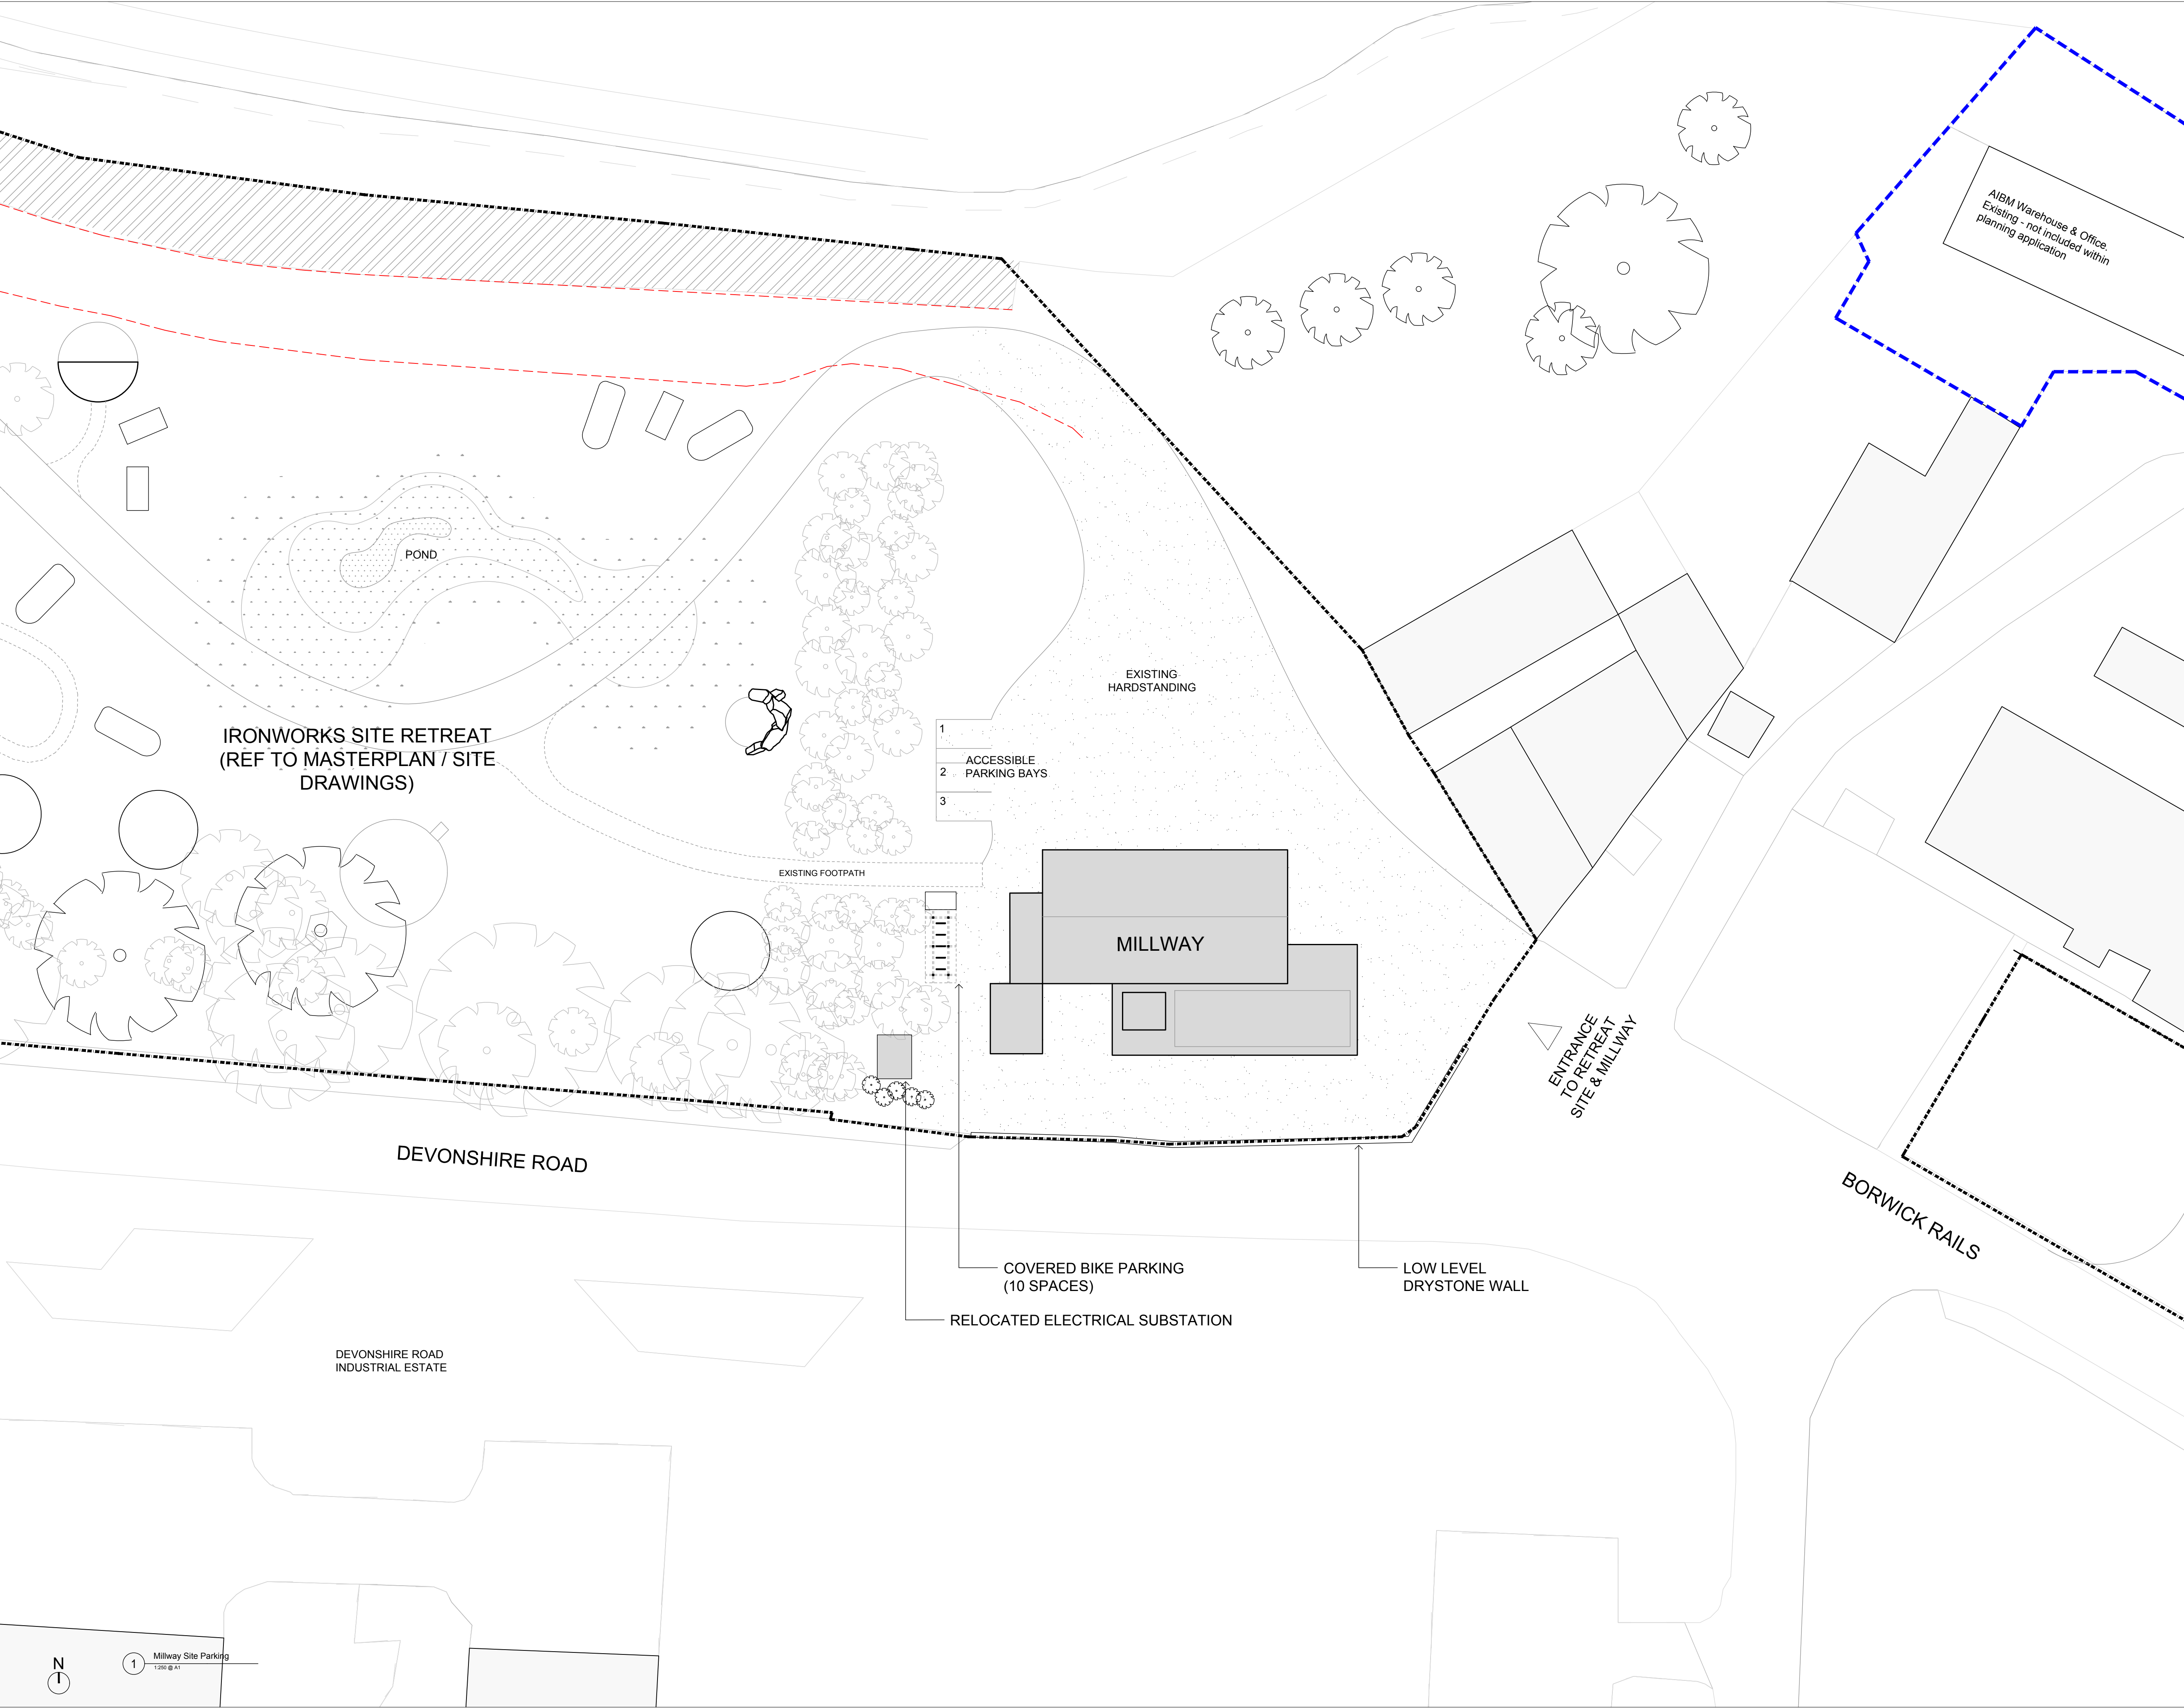 AIBM Warehouse & Office.
Existing - not included within
planning application
POND
EXISTING
HARDSTANDING
IRONWORKS SITE RETREAT
(REF TO MASTERPLAN / SITE
DRAWINGS)
1
2
3
ACCESSIBLE
PARKING BAYS
EXISTING FOOTPATH
MILLWAY
ENTRANCE
TO RETREAT
SITE & MILLWAY
DEVONSHIRE ROAD
BORWICK RAILS
COVERED BIKE PARKING
(10 SPACES)
LOW LEVEL
DRYSTONE WALL
RELOCATED ELECTRICAL SUBSTATION
DEVONSHIRE ROAD
INDUSTRIAL ESTATE
N
1
Millway Site Parking
1:250 @ A1